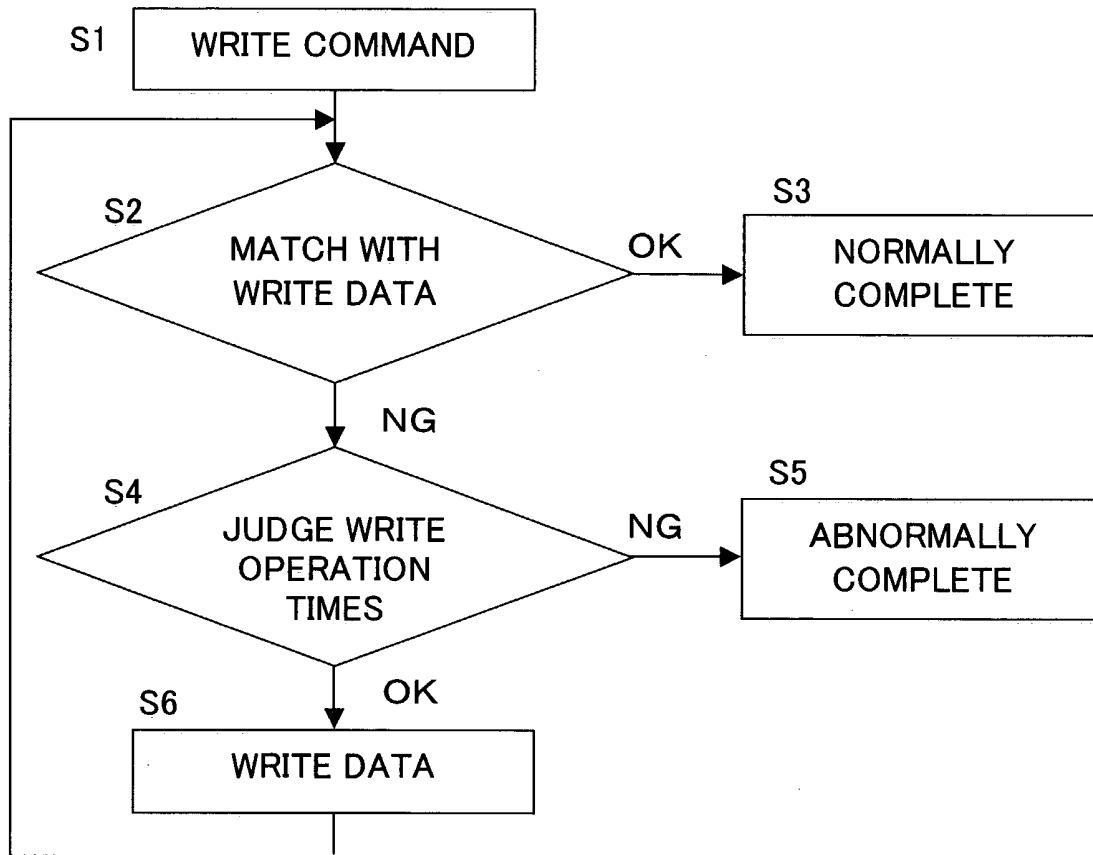 S1
WRITE COMMAND
S2
MATCH WITH
WRITE DATA
OK
S3
NORMALLY
COMPLETE
NG
S4
JUDGE WRITE
OPERATION
TIMES
NG
S5
ABNORMALLY
COMPLETE
OK
S6
WRITE DATA